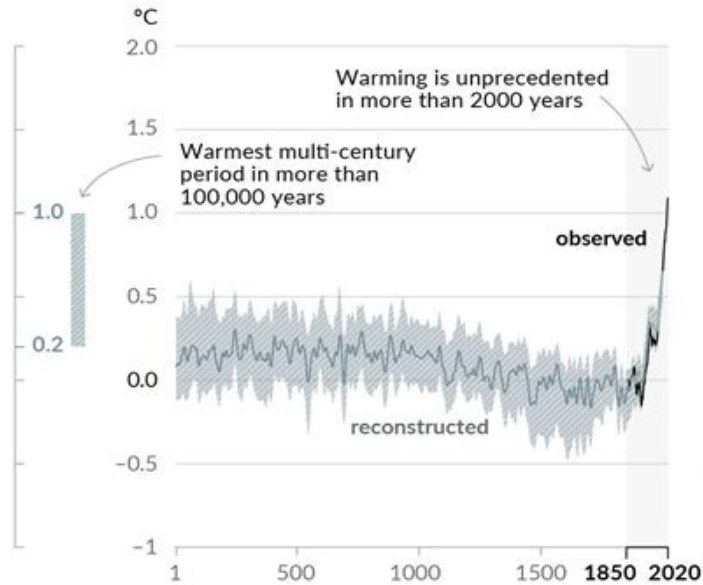 °C
2.0
Warming is unprecedented
in more than 2000 years
1.5
Warmest multi-century
period in more than
100,000 years
1.0
1.0
observed
0.5
0.2
0.0
reconstructed
−0.5
−1
1 500 1000 1500 1850 2020